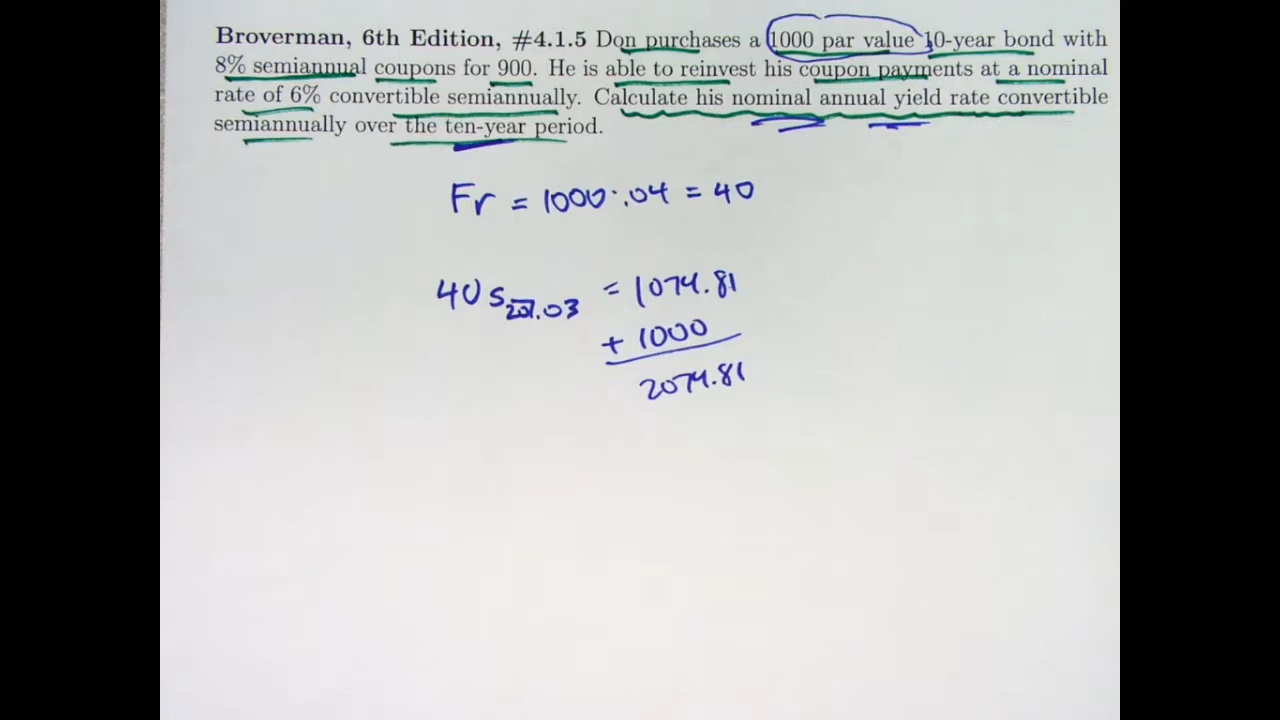 Broverman, 6th Edition, #4.1.5 Don purchases a 1000 par value 10-year bond with
8% semiannual coupons for 900. He is able to reinvest his coupon payments at a nominal
rate of 6% convertible semiannually. Calculate his nominal annual yield rate convertible
semiannually over the ten-year period.
Fr = 1000·.04 = 40
40 s20⌉.03 = 1074.81
+ 1000
2074.81